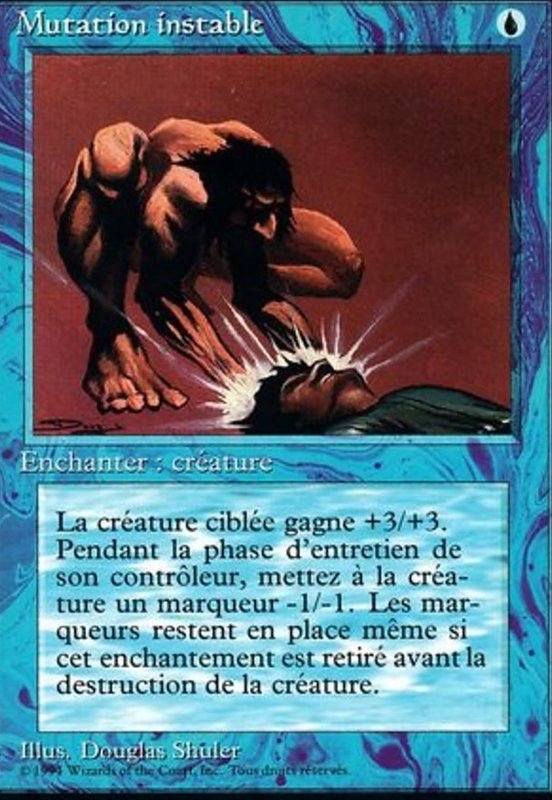 Mutation instable
Enchanter : créature
La créature ciblée gagne +3/+3.
Pendant la phase d'entretien de
son contrôleur, mettez à la créa-
ture un marqueur -1/-1. Les mar-
queurs restent en place même si
cet enchantement est retiré avant la
destruction de la créature.
Illus. Douglas Shuler
© 1994 Wizards of the Coast, Inc. Tous droits réservés.